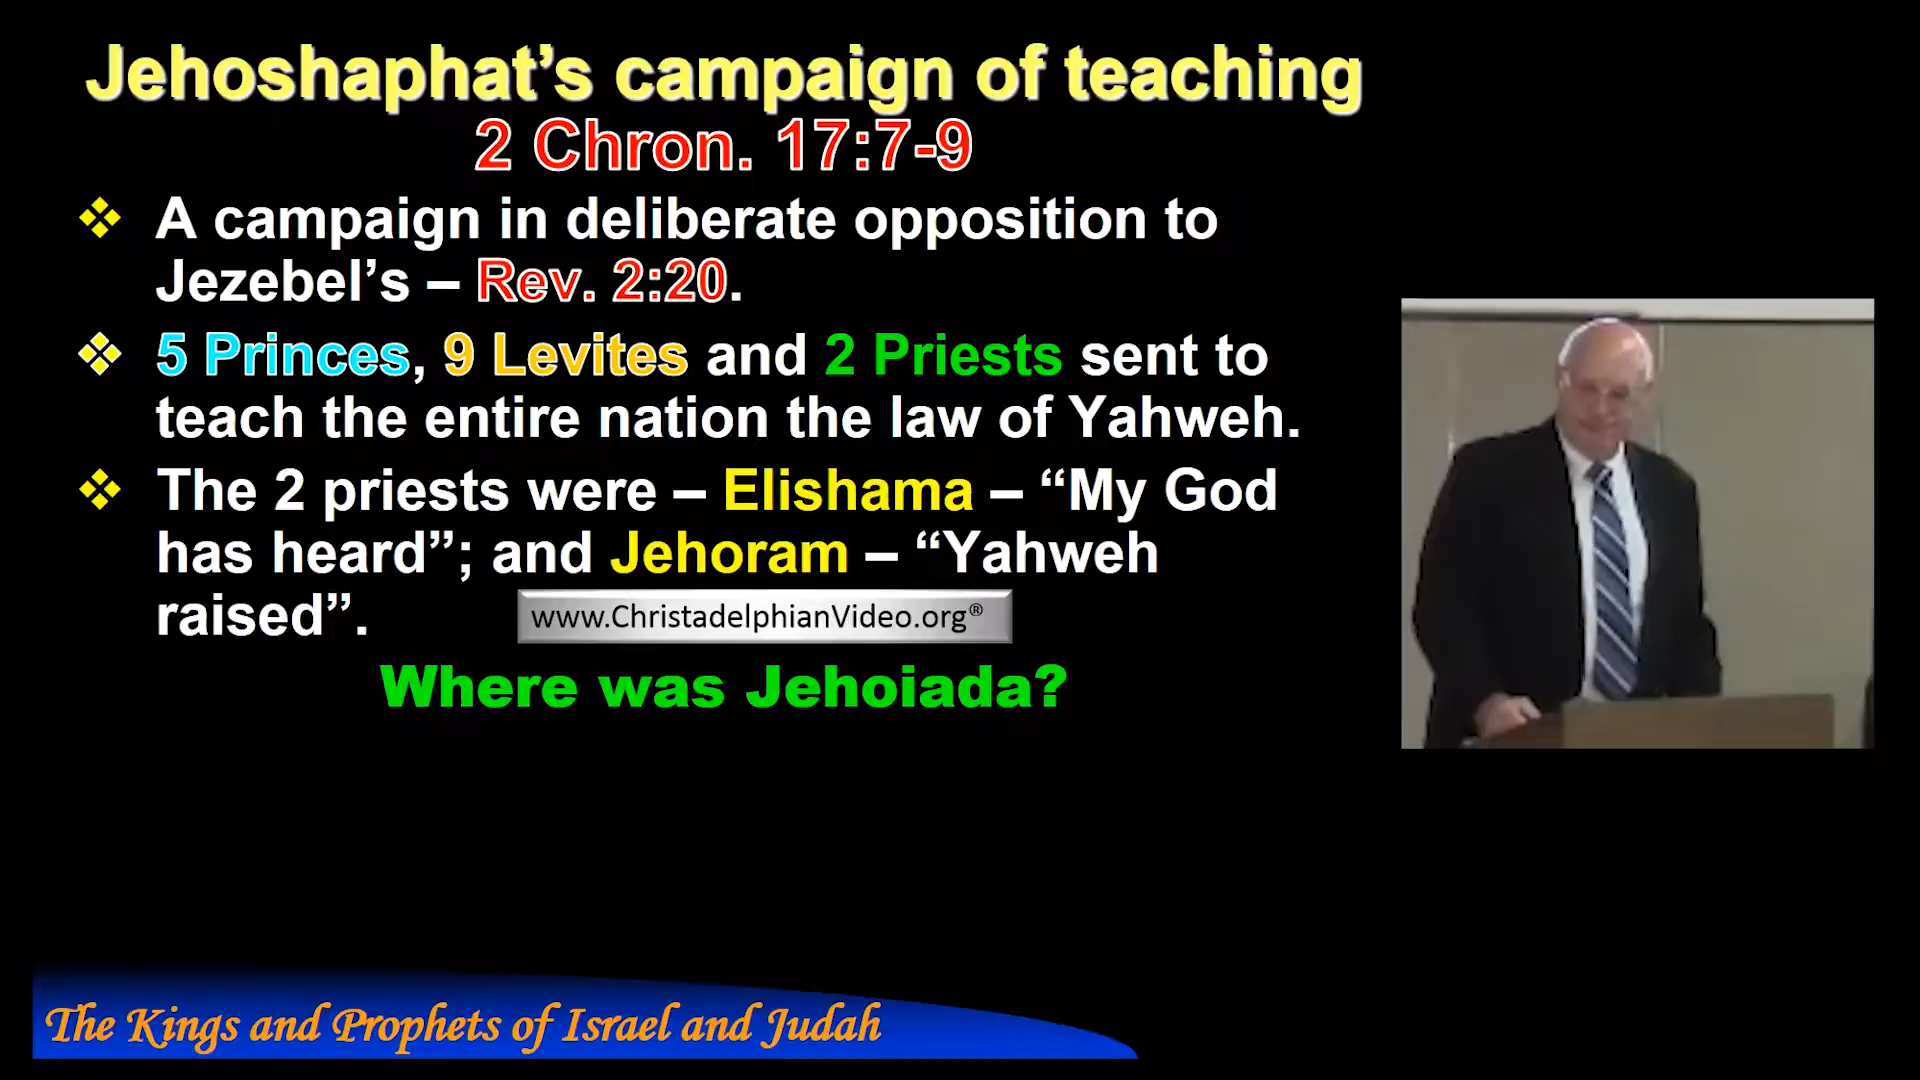 Jehoshaphat’s campaign of teaching
2 Chron. 17:7-9
❖ A campaign in deliberate opposition to
Jezebel’s – Rev. 2:20.
❖ 5 Princes, 9 Levites and 2 Priests sent to
teach the entire nation the law of Yahweh.
❖ The 2 priests were – Elishama – “My God
has heard”; and Jehoram – “Yahweh
raised”.
www.ChristadelphianVideo.org®
Where was Jehoiada?
The Kings and Prophets of Israel and Judah